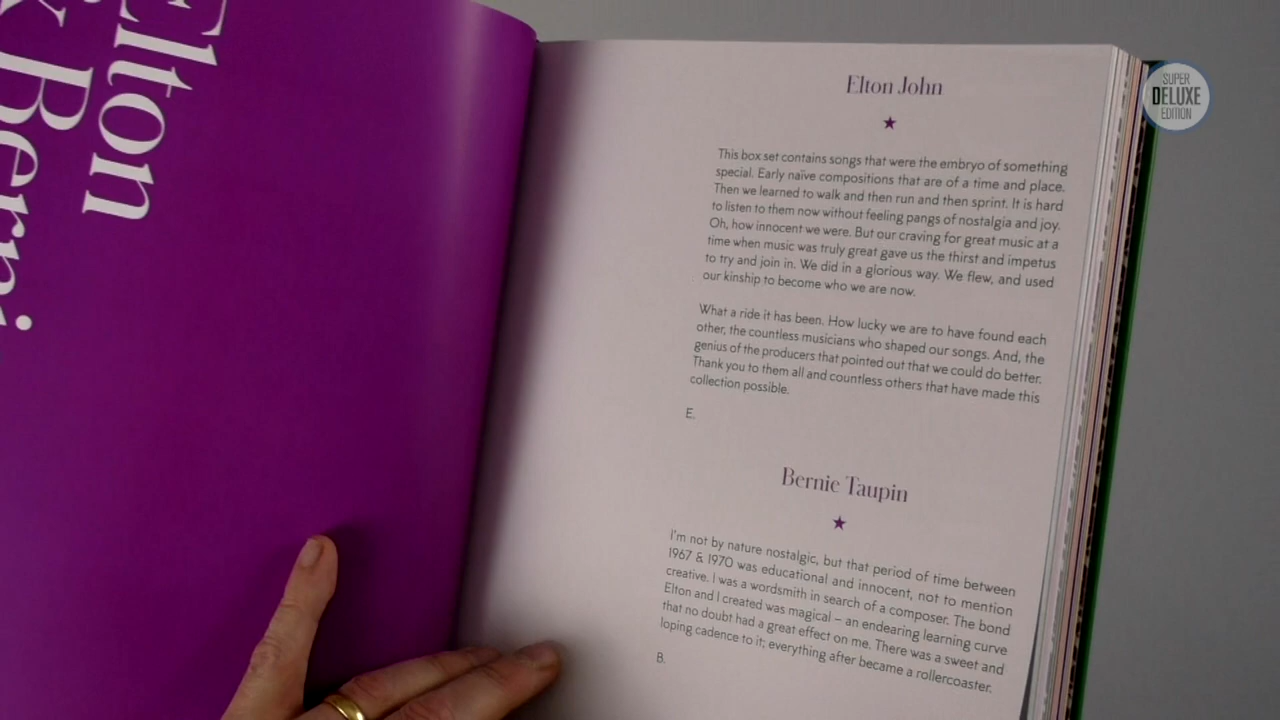 Elton
& Bernie
SUPER
DELUXE
EDITION
Elton John
This box set contains songs that were the embryo of something
special. Early naïve compositions that are of a time and place.
Then we learned to walk and then run and then sprint. It is hard
to listen to them now without feeling pangs of nostalgia and joy.
Oh, how innocent we were. But our craving for great music at a
time when music was truly great gave us the thirst and impetus
to try and join in. We did in a glorious way. We flew, and used
our kinship to become who we are now.
What a ride it has been. How lucky we are to have found each
other, the countless musicians who shaped our songs. And, the
genius of the producers that pointed out that we could do better.
Thank you to them all and countless others that have made this
collection possible.
E.
Bernie Taupin
I'm not by nature nostalgic, but that period of time between
1967 & 1970 was educational and innocent, not to mention
creative. I was a wordsmith in search of a composer. The bond
Elton and I created was magical – an endearing learning curve
that no doubt had a great effect on me. There was a sweet and
loping cadence to it; everything after became a rollercoaster.
B.